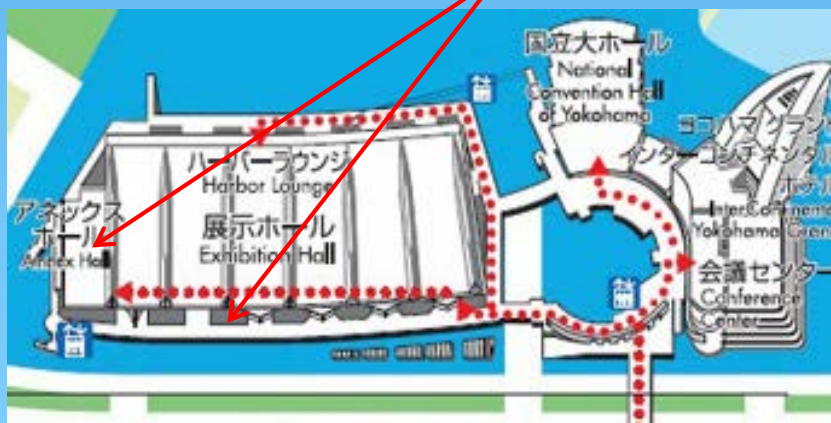 国立大ホール
National
Convention Hall
of Yokohama
ヨコハマ グランド
インターコンチネンタル
ホテル
InterContinental
Yokohama Grand
ハーバーラウンジ
Harbor Lounge
アネックス
ホール
Annex Hall
展示ホール
Exhibition Hall
会議センター
Conference
Center